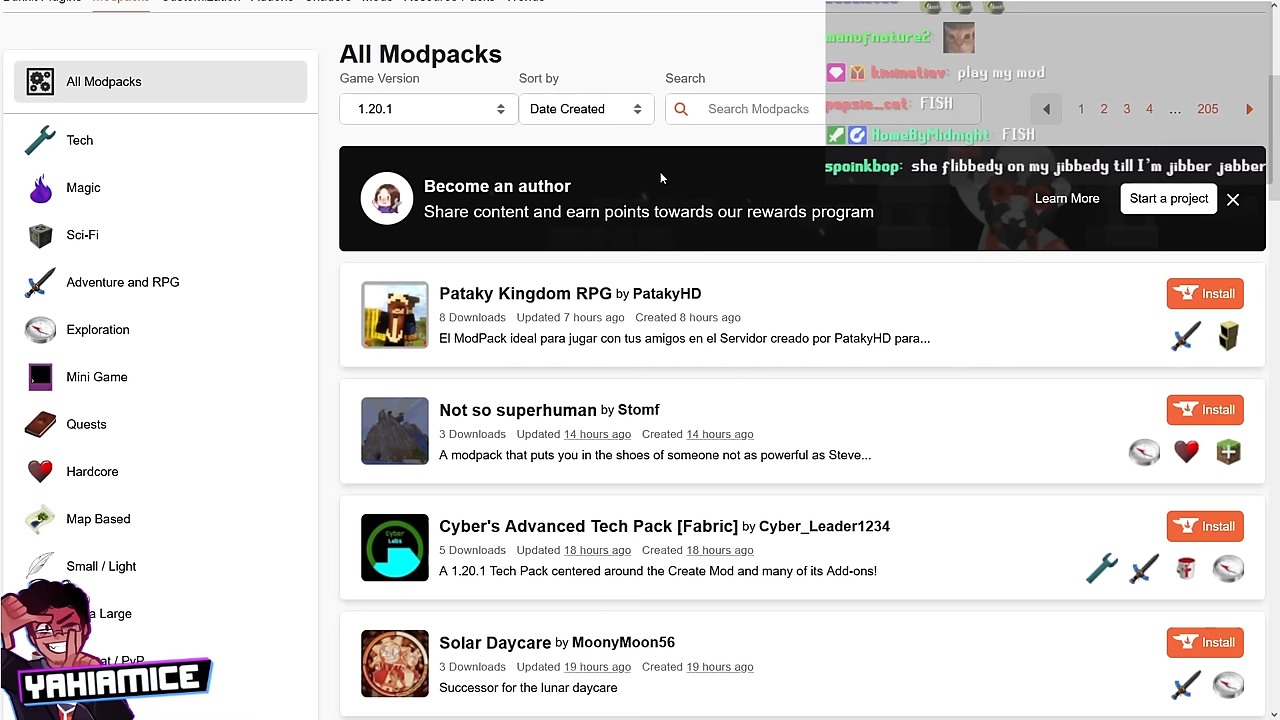 All Modpacks
Game Version
Sort by
Search
1.20.1
Date Created
Search Modpacks
1 2 3 4 ... 205
manofnature2:
play my mod
FISH
HomeByMidnight FISH
spoinkbop: she flibbedy on my jibbedy till I'm jibber jabber
All Modpacks
Tech
Magic
Sci-Fi
Adventure and RPG
Exploration
Mini Game
Quests
Hardcore
Map Based
Small / Light
a Large
at / PvP
YAHIAMICE
Become an author
Share content and earn points towards our rewards program
Learn More
Start a project
Pataky Kingdom RPG by PatakyHD
8 Downloads Updated 7 hours ago Created 8 hours ago
El ModPack ideal para jugar con tus amigos en el Servidor creado por PatakyHD para...
Install
Not so superhuman by Stomf
3 Downloads Updated 14 hours ago Created 14 hours ago
A modpack that puts you in the shoes of someone not as powerful as Steve...
Install
Cyber's Advanced Tech Pack [Fabric] by Cyber_Leader1234
5 Downloads Updated 18 hours ago Created 18 hours ago
A 1.20.1 Tech Pack centered around the Create Mod and many of its Add-ons!
Install
Solar Daycare by MoonyMoon56
3 Downloads Updated 19 hours ago Created 19 hours ago
Successor for the lunar daycare
Install